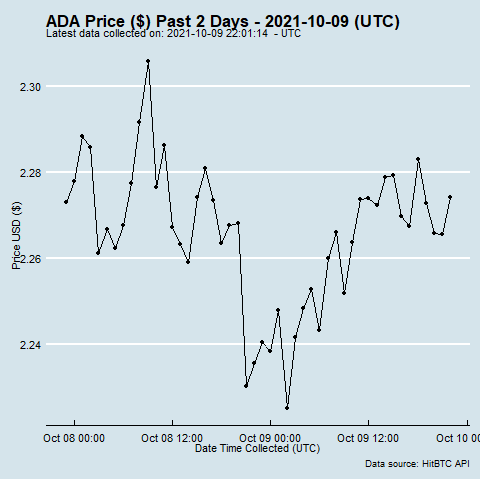 ADA Price ($) Past 2 Days - 2021-10-09 (UTC)
Latest data collected on: 2021-10-09 22:01:14 - UTC
Price USD ($)
2.30
2.28
2.26
2.24
Oct 08 00:00
Oct 08 12:00
Oct 09 00:00
Oct 09 12:00
Oct 10 00
Date Time Collected (UTC)
Data source: HitBTC API